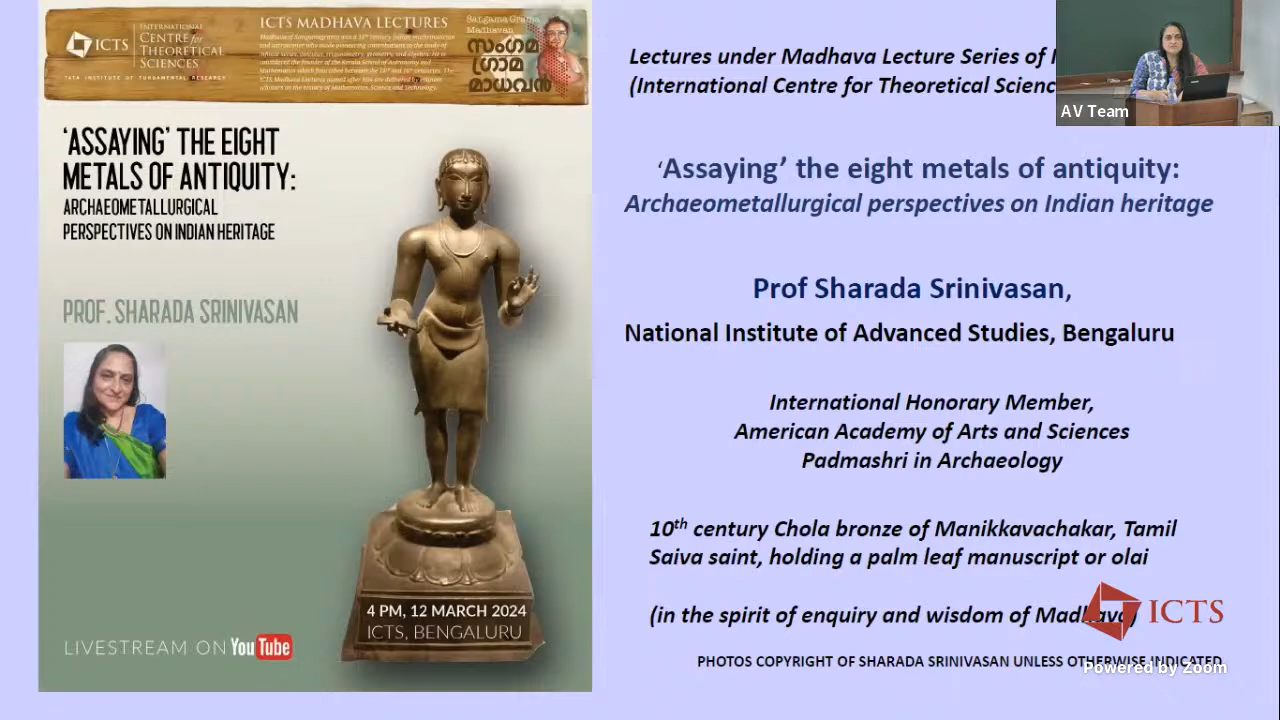 ICTS
INTERNATIONAL
CENTRE FOR
THEORETICAL
SCIENCES
TATA INSTITUTE OF FUNDAMENTAL RESEARCH
ICTS MADHAVA LECTURES
Sangama Grama
Madhavan
സംഗമ
ഗ്രാമ
മാധവൻ
‘ASSAYING’ THE EIGHT
METALS OF ANTIQUITY:
ARCHAEOMETALLURGICAL
PERSPECTIVES ON INDIAN HERITAGE
PROF. SHARADA SRINIVASAN
4 PM, 12 MARCH 2024
ICTS, BENGALURU
LIVESTREAM ON YouTube
Lectures under Madhava Lecture Series of
(International Centre for Theoretical Scienc
AV Team
‘Assaying’ the eight metals of antiquity:
Archaeometallurgical perspectives on Indian heritage
Prof Sharada Srinivasan,
National Institute of Advanced Studies, Bengaluru
International Honorary Member,
American Academy of Arts and Sciences
Padmashri in Archaeology
10th century Chola bronze of Manikkavachakar, Tamil
Saiva saint, holding a palm leaf manuscript or olai
(in the spirit of enquiry and wisdom of Madhava)
ICTS
PHOTOS COPYRIGHT OF SHARADA SRINIVASAN UNLESS OTHERWISE INDICATED
Powered by Zoom